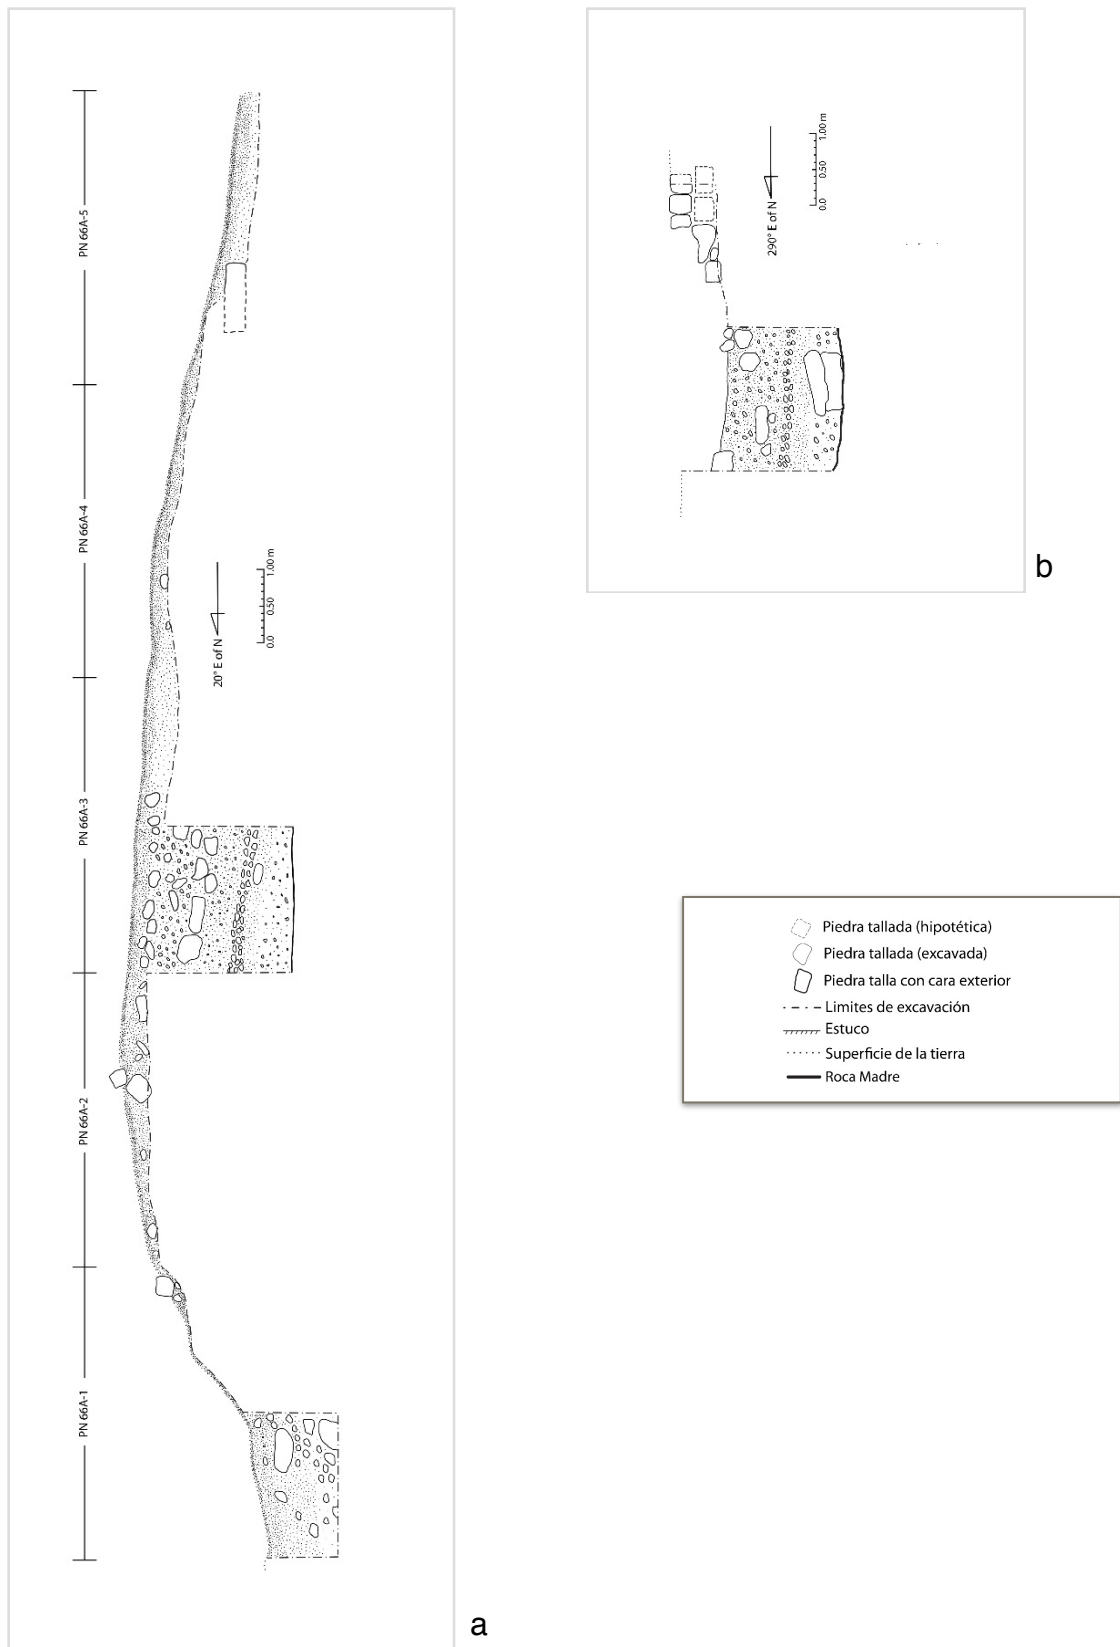 PN 66A-5
PN 66A-4
PN 66A-3
PN 66A-2
PN 66A-1
20° E of N
0.0 0.50 1.00 m
a
290° E of N
0.0 0.50 1.00 m
b
Piedra tallada (hipotética)
Piedra tallada (excavada)
Piedra talla con cara exterior
Limites de excavación
Estuco
Superficie de la tierra
Roca Madre